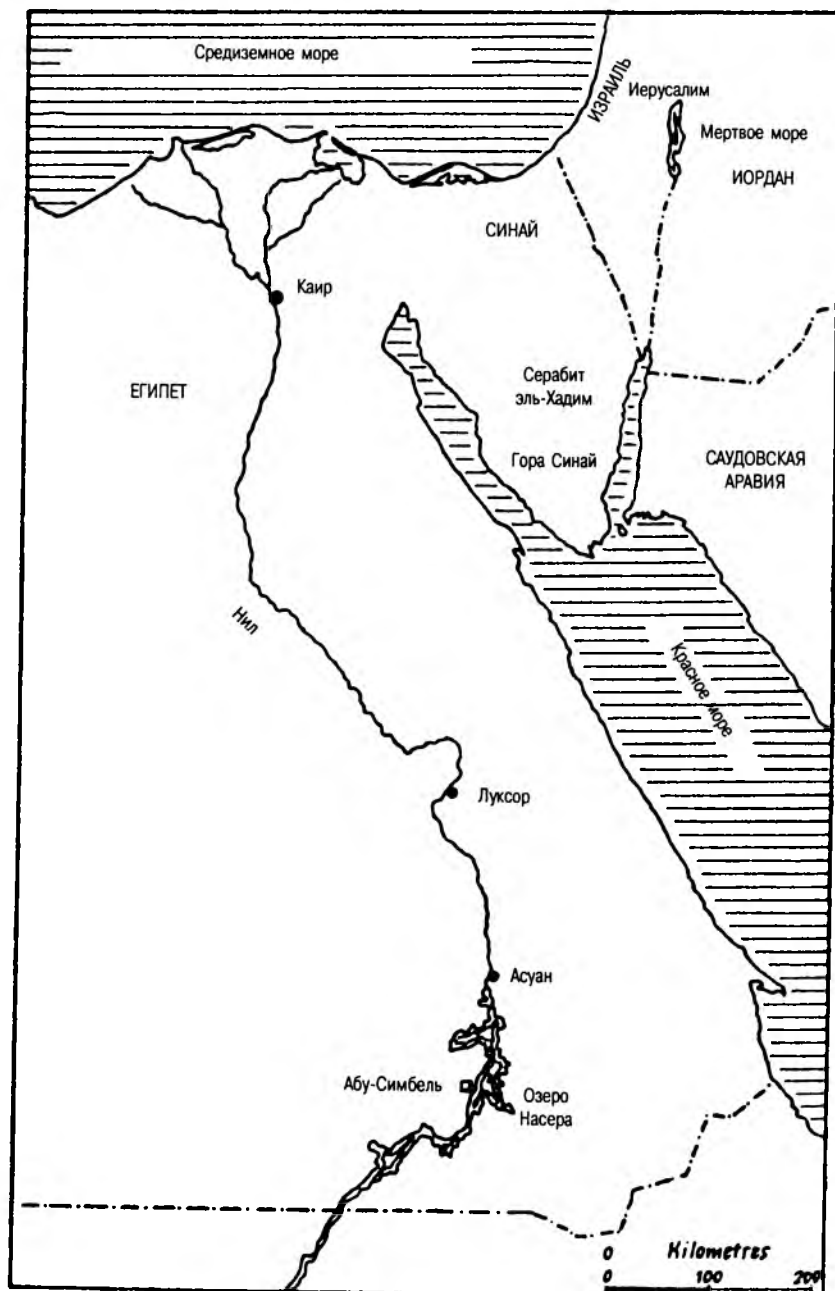 Средиземное море
ИЗРАИЛЬ
Иерусалим
Мертвое море
ИОРДАН
СИНАЙ
Каир
ЕГИПЕТ
Серабит
эль-Хадим
Гора Синай
САУДОВСКАЯ
АРАВИЯ
Нил
Красное море
Луксор
Асуан
Абу-Симбель
Озеро
Насера
Kilometres
0 100 200